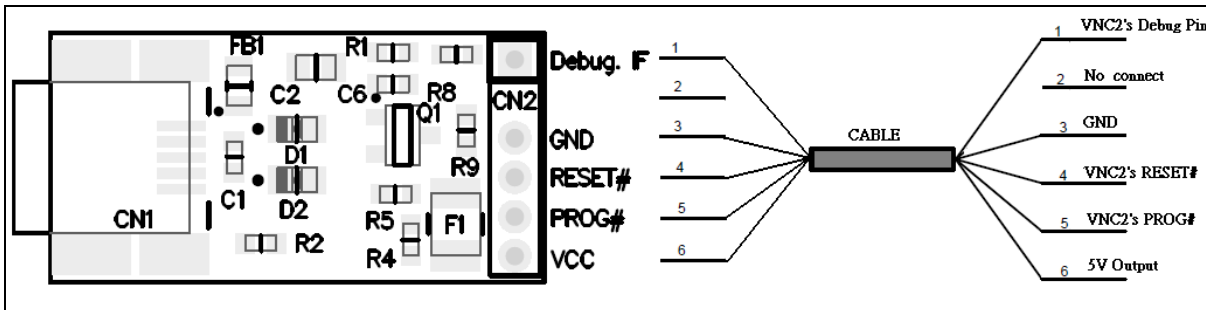 FB1
R1
Debug. IF
C2
C6
R8
CN2
Q1
D1
GND
R9
C1
D2
RESET#
CN1
R5
F1
PROG#
R2
R4
VCC
1
2
3
4
5
6
CABLE
1 VNC2's Debug Pin
2 No connect
3 GND
4 VNC2's RESET#
5 VNC2's PROG#
6 5V Output